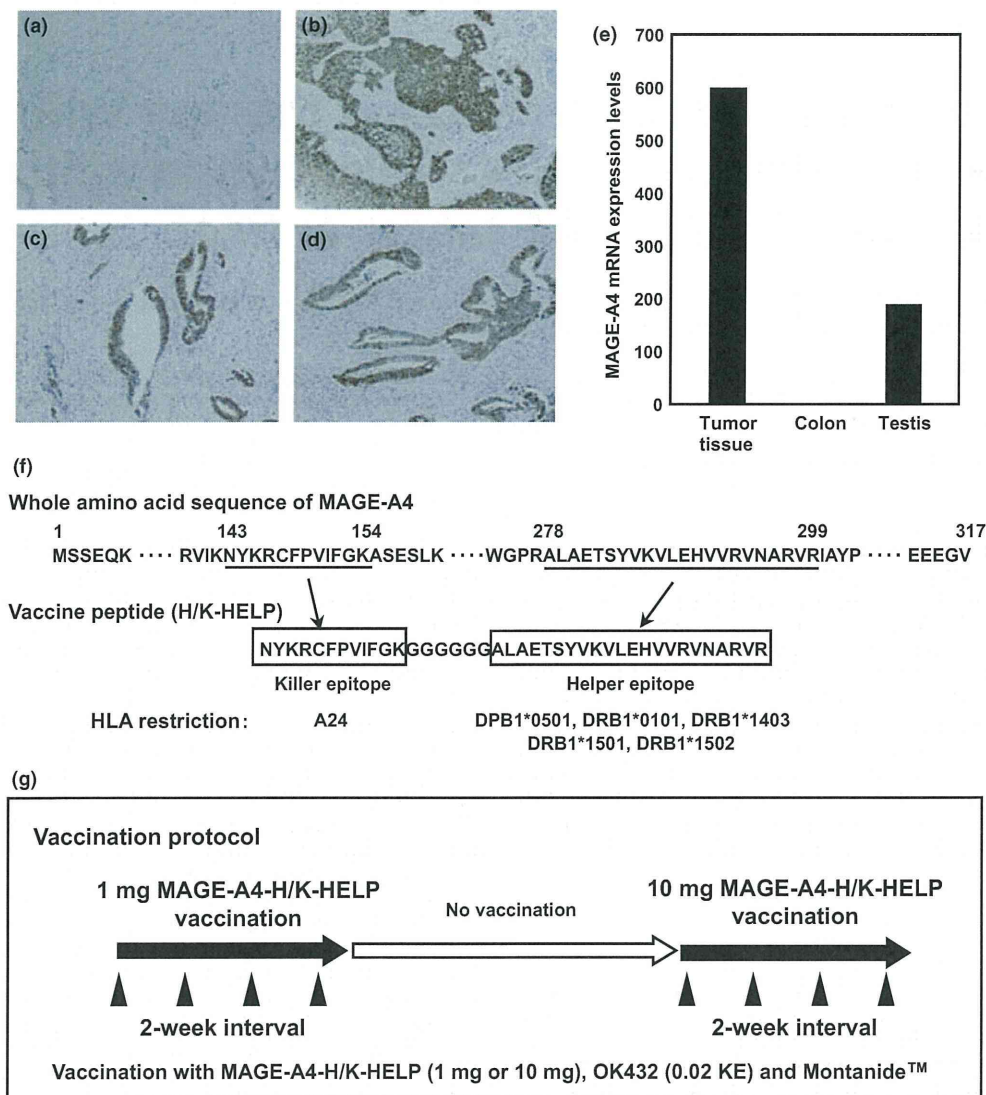 (a)
(b)
(c)
(d)
(e)
MAGE-A4 mRNA expression levels
700
600
500
400
300
200
100
0
Tumor tissue
Colon
Testis
(f)
Whole amino acid sequence of MAGE-A4
1 143 154 278 299 317
MSSEQK ···· RVIKNYKRCFPVIFGKASESLK ····WGPRALAETSYVKVLEHVVRVNARVRIAYP ···· EEEGV
Vaccine peptide (H/K-HELP)
NYKRCFPVIFGKGGGGGGALAETSYVKVLEHVVRVNARVR
Killer epitope Helper epitope
HLA restriction: A24 DPB1*0501, DRB1*0101, DRB1*1403
DRB1*1501, DRB1*1502
(g)
Vaccination protocol
1 mg MAGE-A4-H/K-HELP
vaccination
No vaccination
10 mg MAGE-A4-H/K-HELP
vaccination
2-week interval
2-week interval
Vaccination with MAGE-A4-H/K-HELP (1 mg or 10 mg), OK432 (0.02 KE) and Montanide™